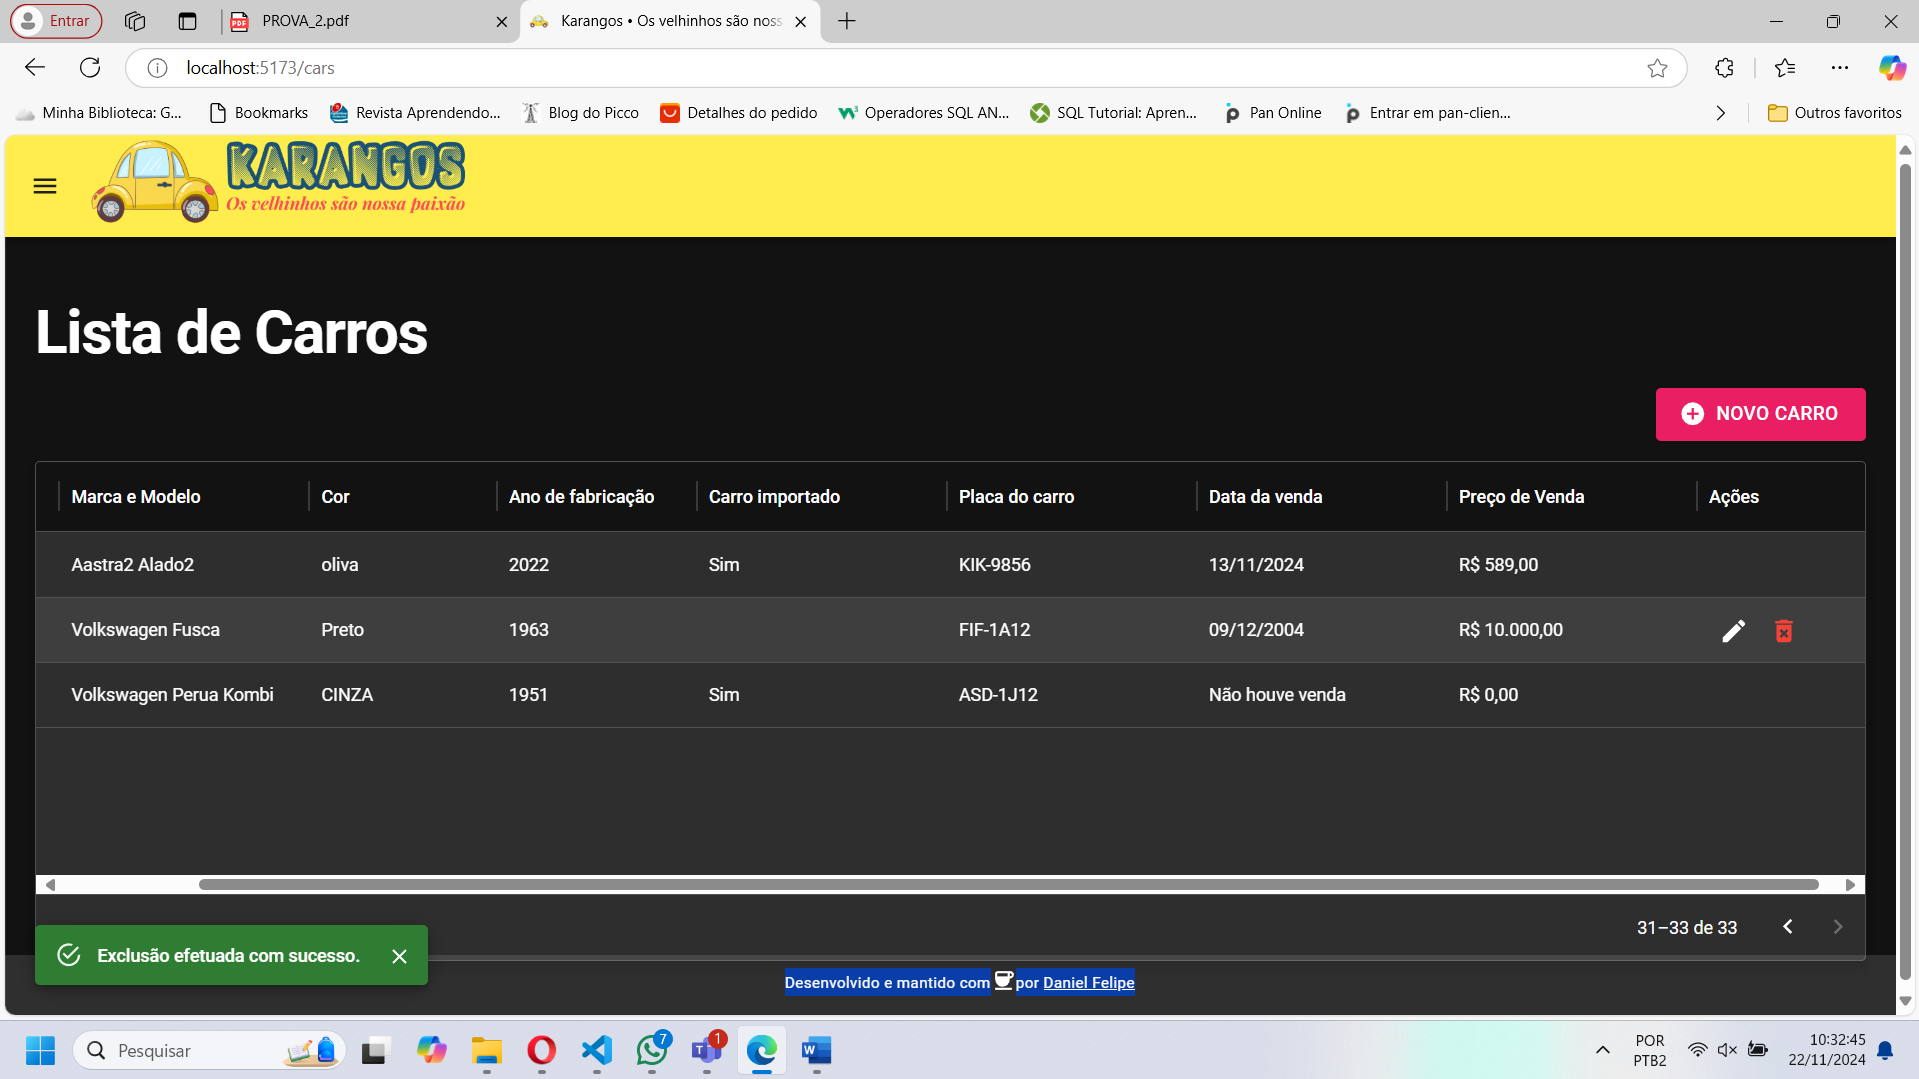 Entrar
PROVA_2.pdf
Karangos • Os velhinhos são noss
localhost:5173/cars
Minha Biblioteca: G...
Bookmarks
Revista Aprendendo...
Blog do Picco
Detalhes do pedido
Operadores SQL AN...
SQL Tutorial: Apren...
Pan Online
Entrar em pan-clien...
Outros favoritos
KARANGOS
Os velhinhos são nossa paixão
Lista de Carros
NOVO CARRO
Marca e Modelo Cor Ano de fabricação Carro importado Placa do carro Data da venda Preço de Venda Ações
Aastra2 Alado2 oliva 2022 Sim KIK-9856 13/11/2024 R$ 589,00
Volkswagen Fusca Preto 1963 FIF-1A12 09/12/2004 R$ 10.000,00
Volkswagen Perua Kombi CINZA 1951 Sim ASD-1J12 Não houve venda R$ 0,00
31–33 de 33
Exclusão efetuada com sucesso.
Desenvolvido e mantido com por Daniel Felipe
Pesquisar
7
1
POR
PTB2
10:32:45
22/11/2024